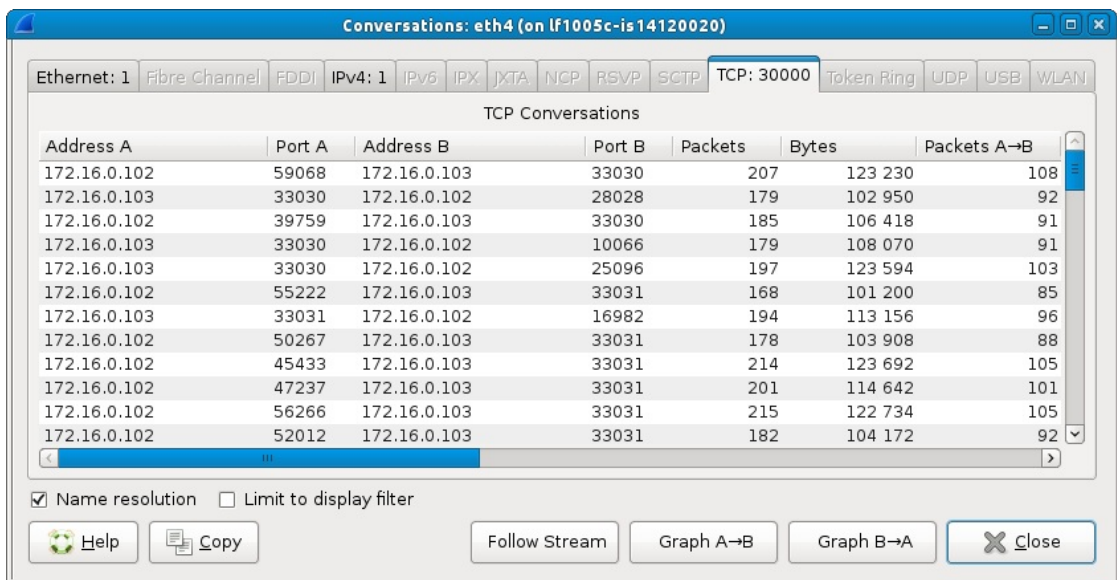 Conversations: eth4 (on lf1005c-is14120020)
Ethernet: 1 Fibre Channel FDDI IPv4: 1 IPv6 IPX JXTA NCP RSVP SCTP TCP: 30000 Token Ring UDP USB WLAN
TCP Conversations
Address A Port A Address B Port B Packets Bytes Packets A→B
172.16.0.102 59068 172.16.0.103 33030 207 123 230 108
172.16.0.103 33030 172.16.0.102 28028 179 102 950 92
172.16.0.102 39759 172.16.0.103 33030 185 106 418 91
172.16.0.103 33030 172.16.0.102 10066 179 108 070 91
172.16.0.103 33030 172.16.0.102 25096 197 123 594 103
172.16.0.102 55222 172.16.0.103 33031 168 101 200 85
172.16.0.103 33031 172.16.0.102 16982 194 113 156 96
172.16.0.102 50267 172.16.0.103 33031 178 103 908 88
172.16.0.102 45433 172.16.0.103 33031 214 123 692 105
172.16.0.102 47237 172.16.0.103 33031 201 114 642 101
172.16.0.102 56266 172.16.0.103 33031 215 122 734 105
172.16.0.102 52012 172.16.0.103 33031 182 104 172 92
Name resolution Limit to display filter
Help Copy Follow Stream Graph A→B Graph B→A Close